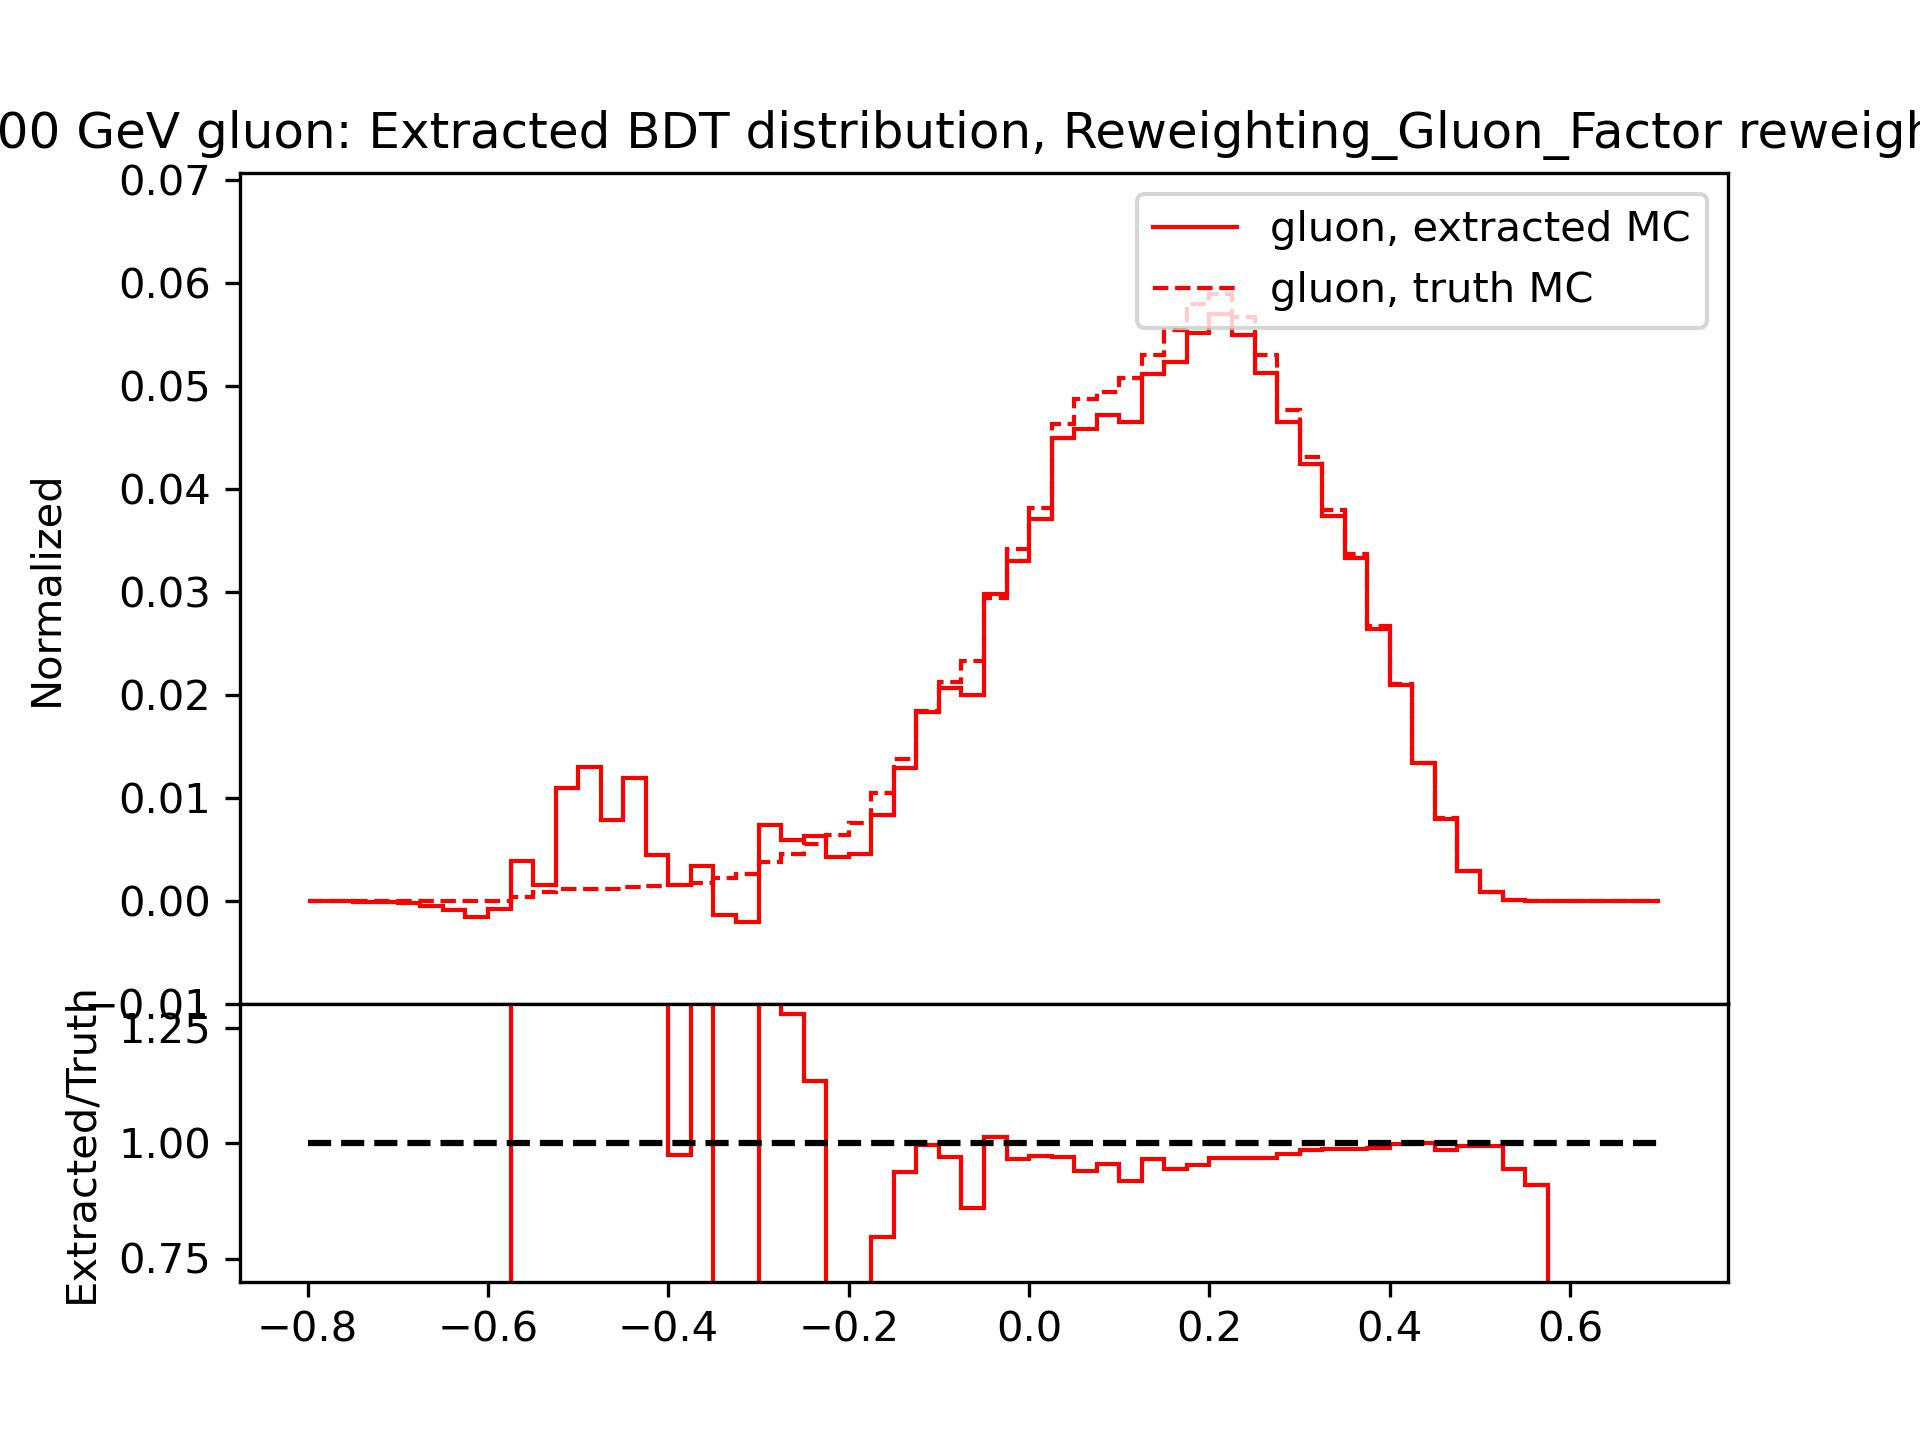 00 GeV gluon: Extracted BDT distribution, Reweighting_Gluon_Factor reweigh
gluon, extracted MC
gluon, truth MC
Normalized
0.07
0.06
0.05
0.04
0.03
0.02
0.01
0.00
−0.01
Extracted/Truth
1.25
1.00
0.75
−0.8 −0.6 −0.4 −0.2 0.0 0.2 0.4 0.6